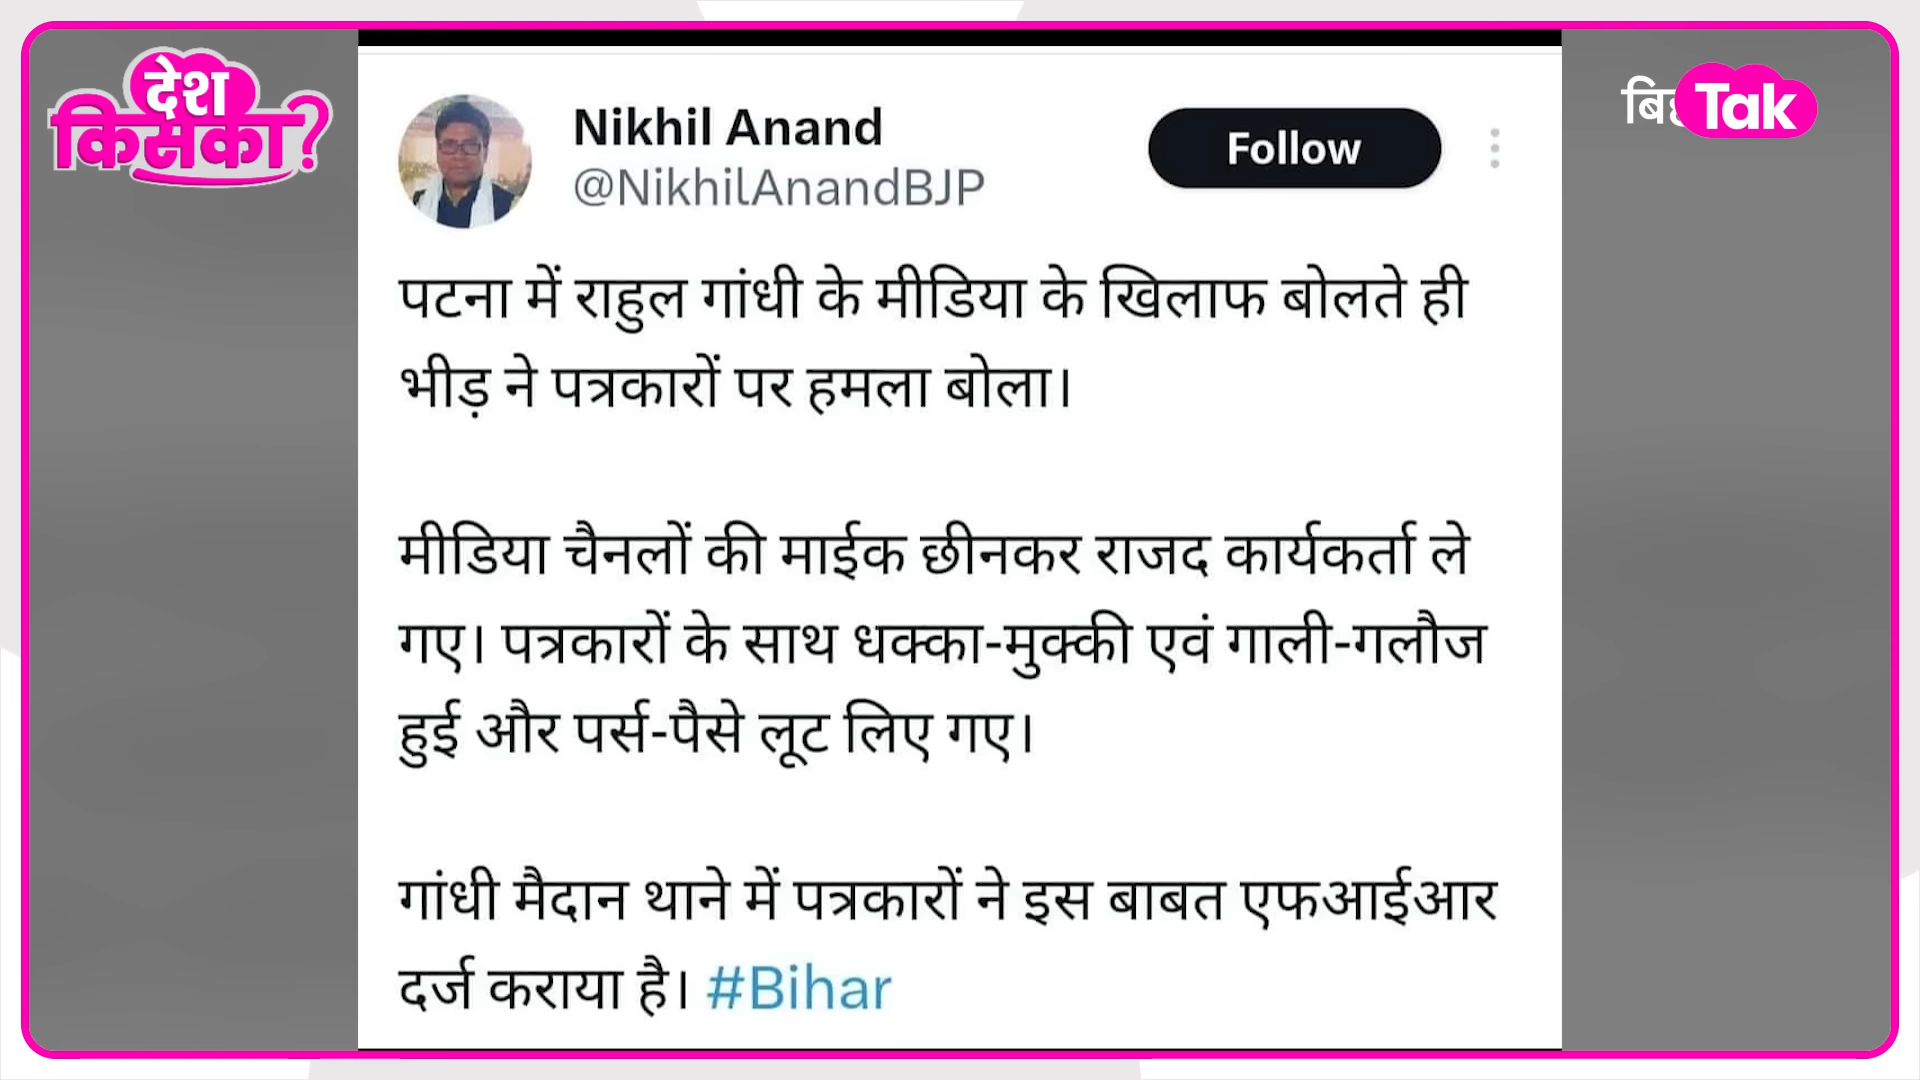 देश
किसका?
Tak
Nikhil Anand
@NikhilAnandBJP
Follow
पटना में राहुल गांधी के मीडिया के खिलाफ बोलते ही
भीड़ ने पत्रकारों पर हमला बोला।
मीडिया चैनलों की माईक छीनकर राजद कार्यकर्ता ले
गए। पत्रकारों के साथ धक्का-मुक्की एवं गाली-गलौज
हुई और पर्स-पैसे लूट लिए गए।
गांधी मैदान थाने में पत्रकारों ने इस बाबत एफआईआर
दर्ज कराया है। #Bihar